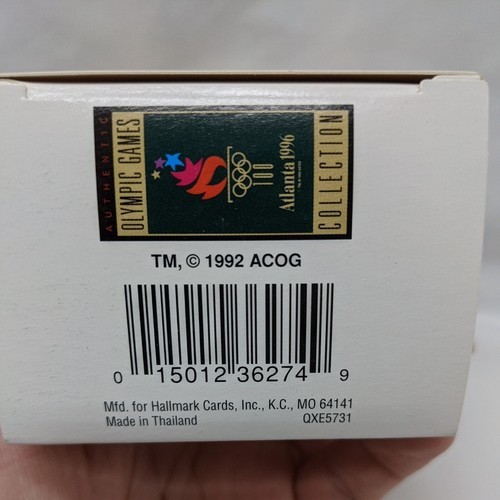 AUTHENTIC
OLYMPIC GAMES
100
Atlanta 1996
COLLECTION
TM, © 1992 ACOG
0 15012 36274 9
Mfd. for Hallmark Cards, Inc., K.C., MO 64141
Made in Thailand QXE5731